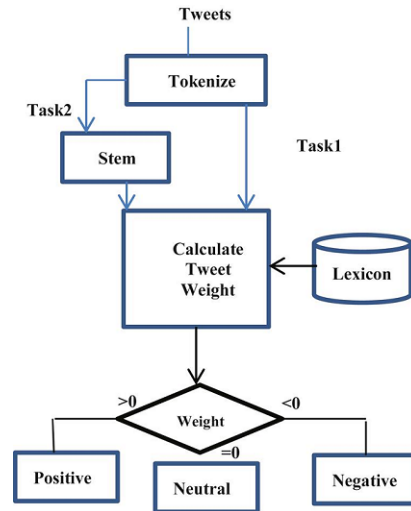 Tweets
Tokenize
Task2
Task1
Stem
Calculate
Tweet
Weight
Lexicon
>0
<0
Weight
=0
Positive
Neutral
Negative